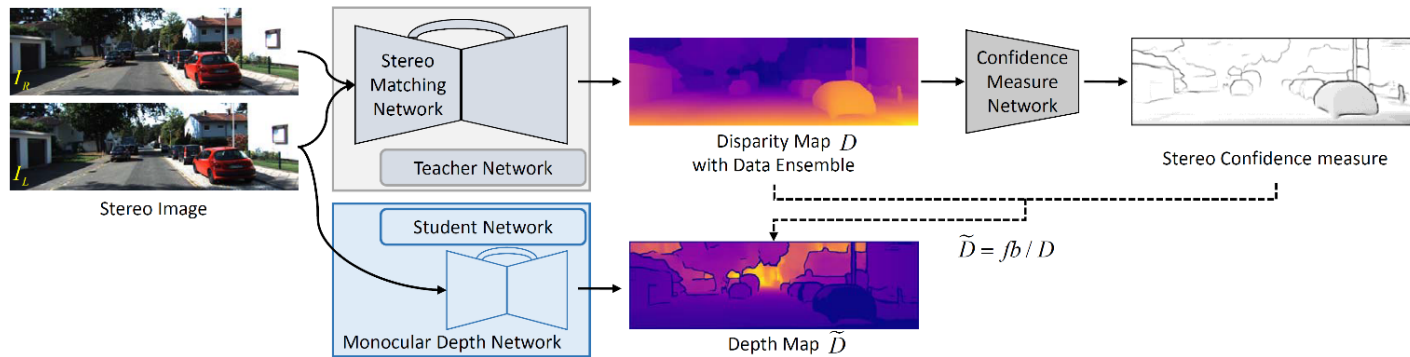 I_R
I_L
Stereo Image
Stereo
Matching
Network
Teacher Network
Student Network
Monocular Depth Network
Disparity Map D
with Data Ensemble
Confidence
Measure
Network
Stereo Confidence measure
D̃ = fb / D
Depth Map D̃